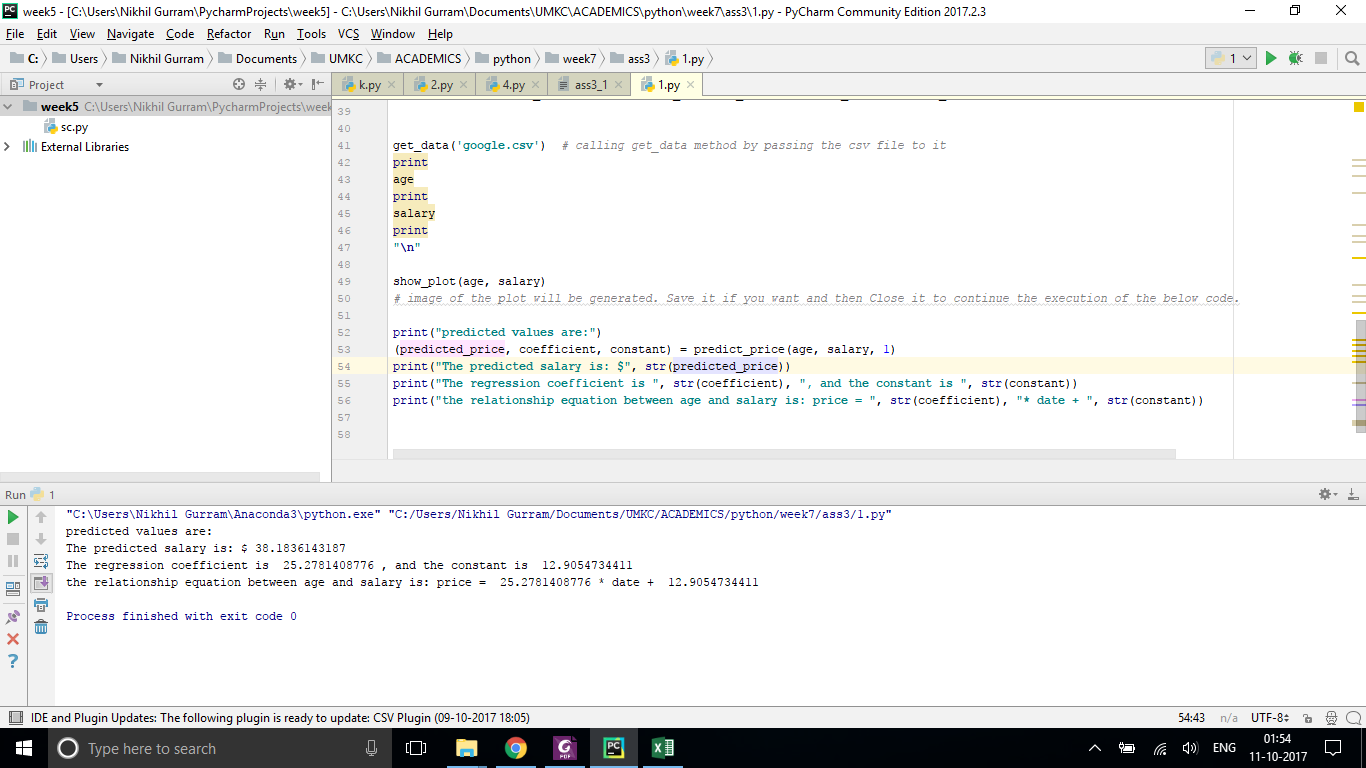 week5 - [C:\Users\Nikhil Gurram\PycharmProjects\week5] - C:\Users\Nikhil Gurram\Documents\UMKC\ACADEMICS\python\week7\ass3\1.py - PyCharm Community Edition 2017.2.3
File Edit View Navigate Code Refactor Run Tools VCS Window Help
C: Users Nikhil Gurram Documents UMKC ACADEMICS python week7 ass3 1.py 1
Project k.py 2.py 4.py ass3_1 1.py
week5 C:\Users\Nikhil Gurram\PycharmProjects\week
sc.py
External Libraries
39
40
41 get_data('google.csv')  # calling get_data method by passing the csv file to it
42 print
43 age
44 print
45 salary
46 print
47 "\n"
48
49 show_plot(age, salary)
50 # image of the plot will be generated. Save it if you want and then Close it to continue the execution of the below code.
51
52 print("predicted values are:")
53 (predicted_price, coefficient, constant) = predict_price(age, salary, 1)
54 print("The predicted salary is: $", str(predicted_price))
55 print("The regression coefficient is ", str(coefficient), ", and the constant is ", str(constant))
56 print("the relationship equation between age and salary is: price = ", str(coefficient), "* date + ", str(constant))
57
58
Run 1
"C:\Users\Nikhil Gurram\Anaconda3\python.exe" "C:/Users/Nikhil Gurram/Documents/UMKC/ACADEMICS/python/week7/ass3/1.py"
predicted values are:
The predicted salary is: $ 38.1836143187
The regression coefficient is  25.2781408776 , and the constant is  12.9054734411
the relationship equation between age and salary is: price =  25.2781408776 * date +  12.9054734411
Process finished with exit code 0
IDE and Plugin Updates: The following plugin is ready to update: CSV Plugin (09-10-2017 18:05) 54:43 n/a UTF-8
Type here to search PDF PC ENG 01:54
11-10-2017